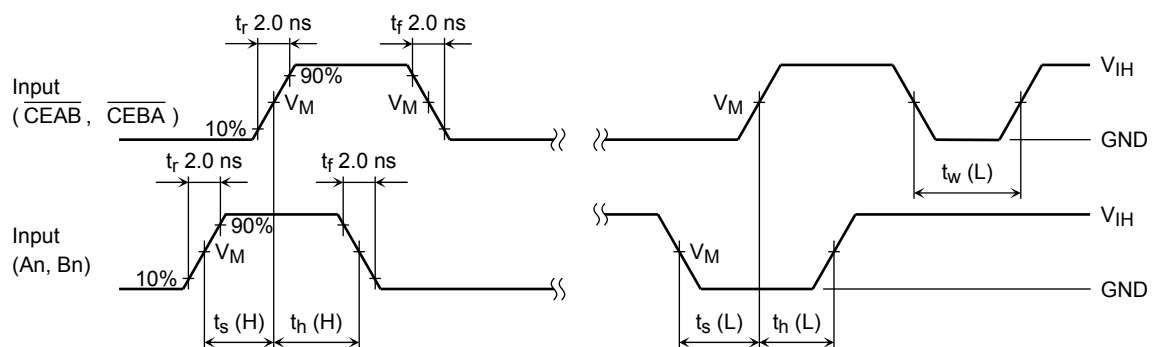 tr 2.0 ns
tf 2.0 ns
Input
(CEAB, CEBA)
90%
VM
VM
10%
VM
VIH
GND
tw (L)
tr 2.0 ns
tf 2.0 ns
Input
(An, Bn)
90%
VM
10%
VM
VIH
GND
ts (H)
th (H)
ts (L)
th (L)